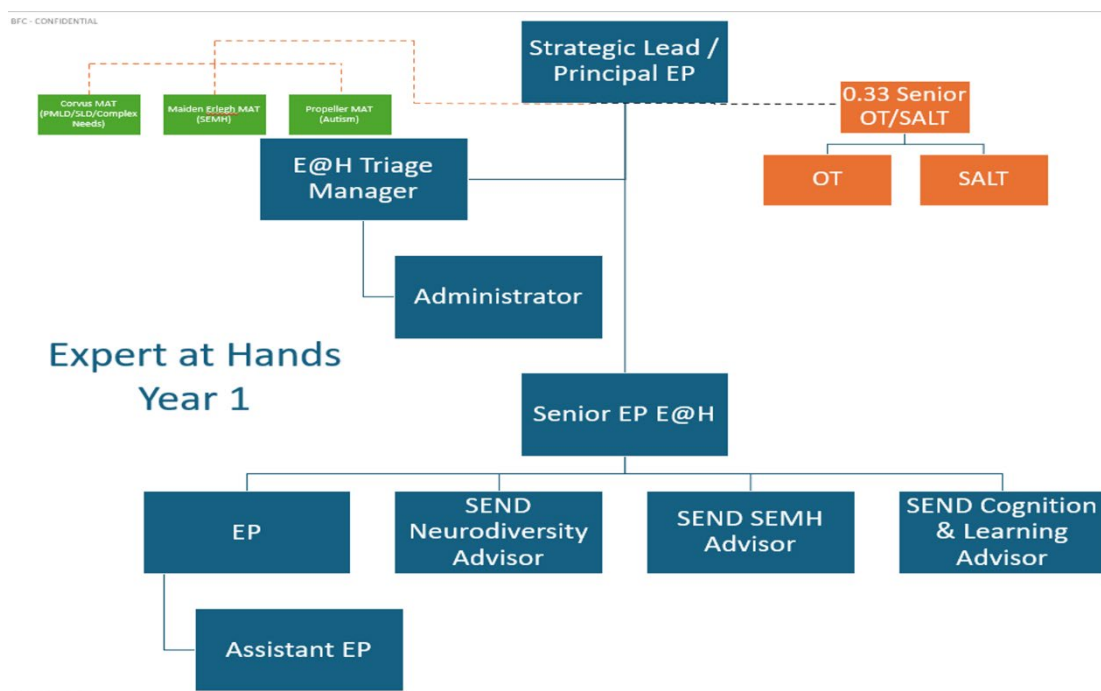 BFC - CONFIDENTIAL
Strategic Lead /
Principal EP
Corvus MAT
(PMLD/SLD/Complex
Needs)
Maiden Erlegh MAT
(SEMH)
Propeller MAT
(Autism)
0.33 Senior
OT/SALT
E@H Triage
Manager
OT
SALT
Administrator
Expert at Hands
Year 1
Senior EP E@H
EP
SEND
Neurodiversity
Advisor
SEND SEMH
Advisor
SEND Cognition
& Learning
Advisor
Assistant EP